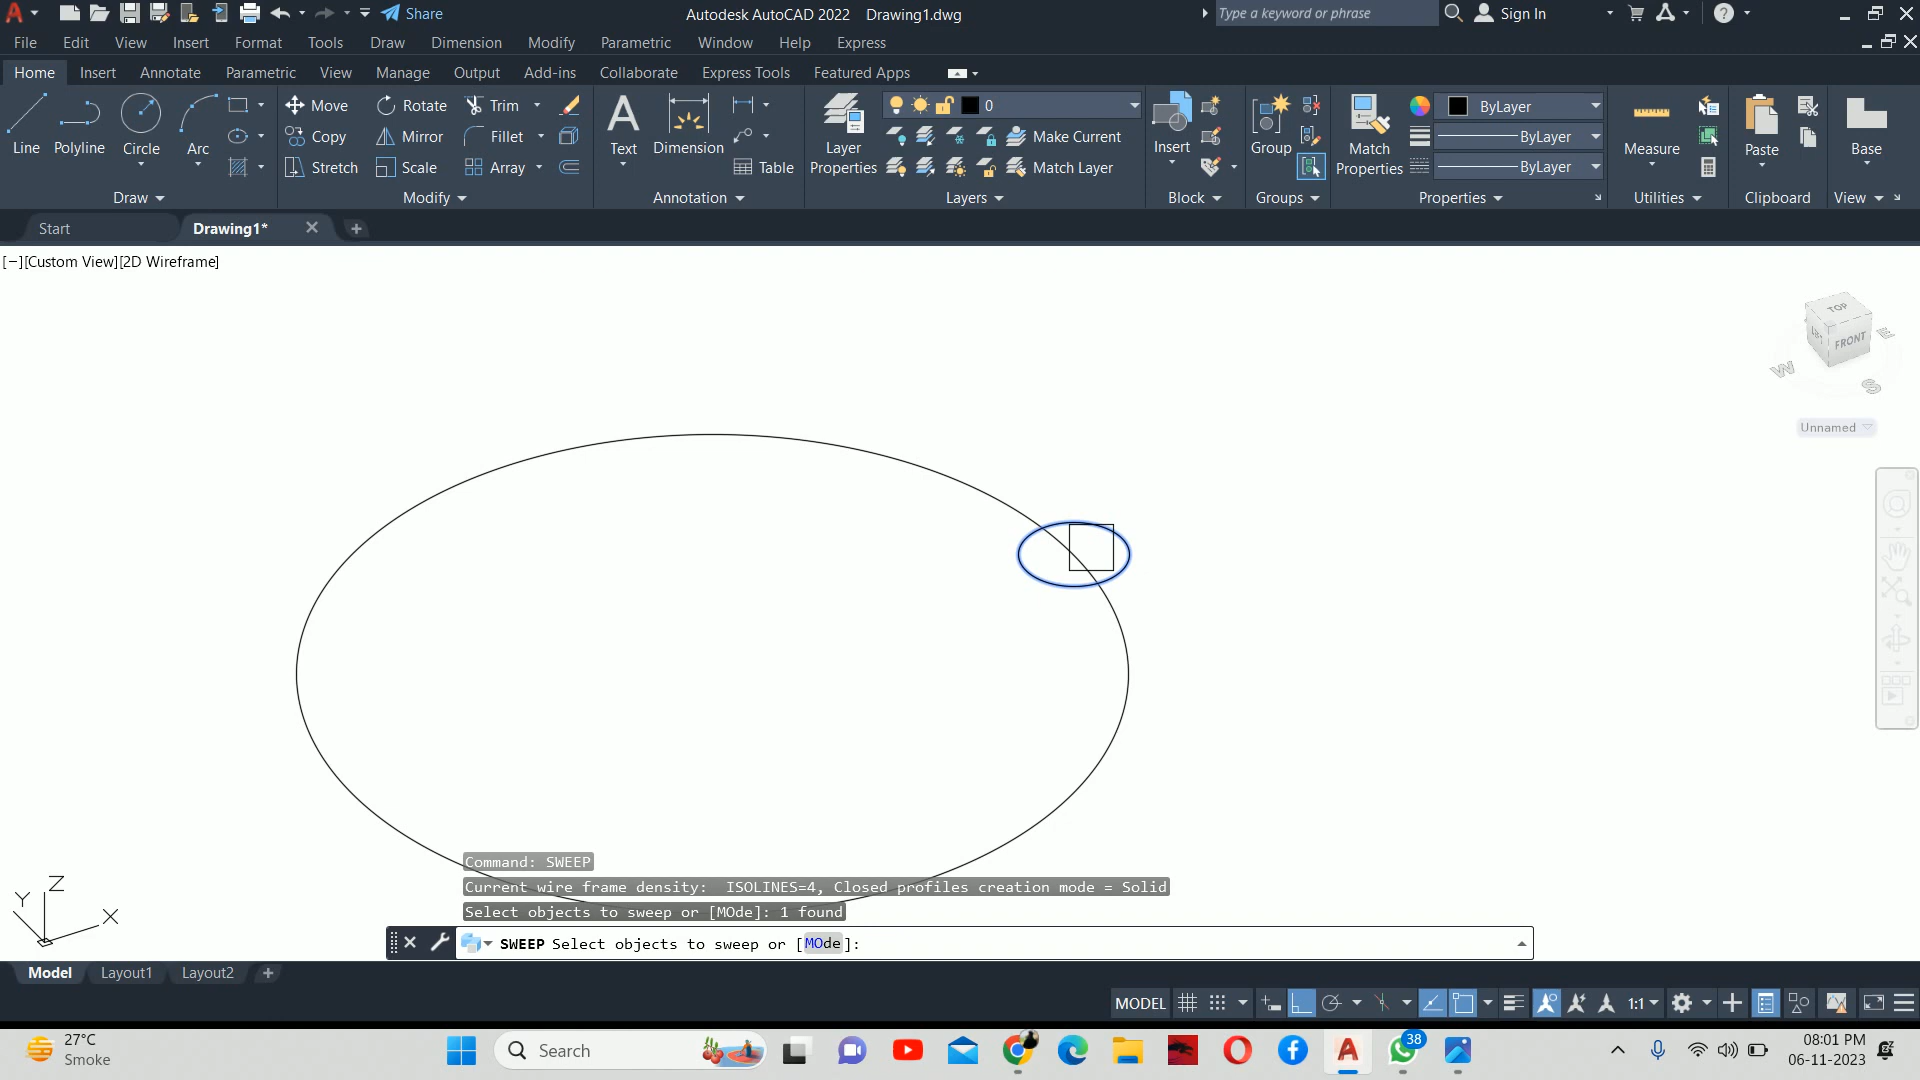 Share
Autodesk AutoCAD 2022 Drawing1.dwg
Type a keyword or phrase
Sign In
File Edit View Insert Format Tools Draw Dimension Modify Parametric Window Help Express
Home Insert Annotate Parametric View Manage Output Add-ins Collaborate Express Tools Featured Apps
Line Polyline Circle Arc
Move Rotate Trim
Copy Mirror Fillet
Stretch Scale Array
Text Dimension Table
Layer Properties
0
Make Current
Match Layer
Insert
Group
Match Properties
ByLayer
ByLayer
ByLayer
Measure
Paste
Base
Draw Modify Annotation Layers Block Groups Properties Utilities Clipboard View
Start Drawing1*
[−][Custom View][2D Wireframe]
TOP
FRONT
W
S
E
Unnamed
Command: SWEEP
Current wire frame density: ISOLINES=4, Closed profiles creation mode = Solid
Select objects to sweep or [MOde]: 1 found
SWEEP Select objects to sweep or [MOde]:
Z
Y
X
Model Layout1 Layout2
MODEL 1:1
27°C
Smoke
Search
38
08:01 PM
06-11-2023